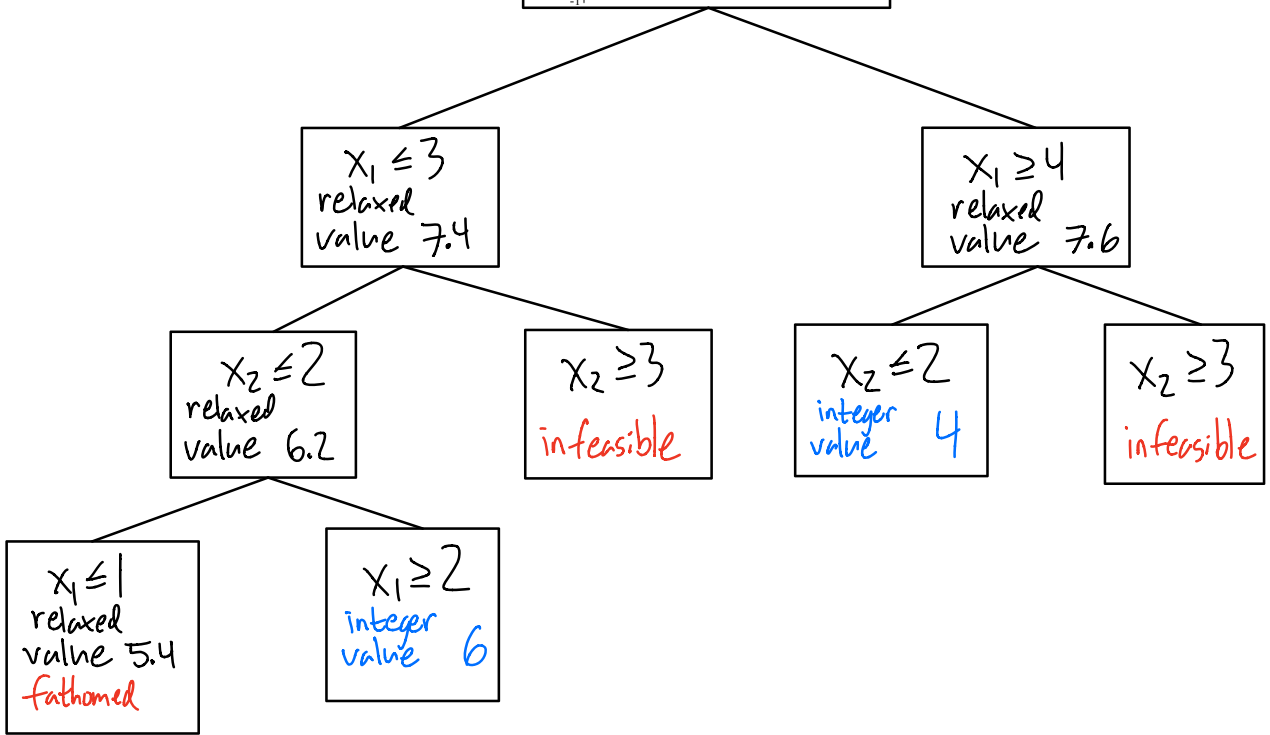 x₁ ≤ 3
relaxed
value 7.4
x₁ ≥ 4
relaxed
value 7.6
x₂ ≤ 2
relaxed
value 6.2
x₂ ≥ 3
infeasible
x₂ ≤ 2
integer
value 4
x₂ ≥ 3
infeasible
x₁ ≤ 1
relaxed
value 5.4
fathomed
x₁ ≥ 2
integer
value 6